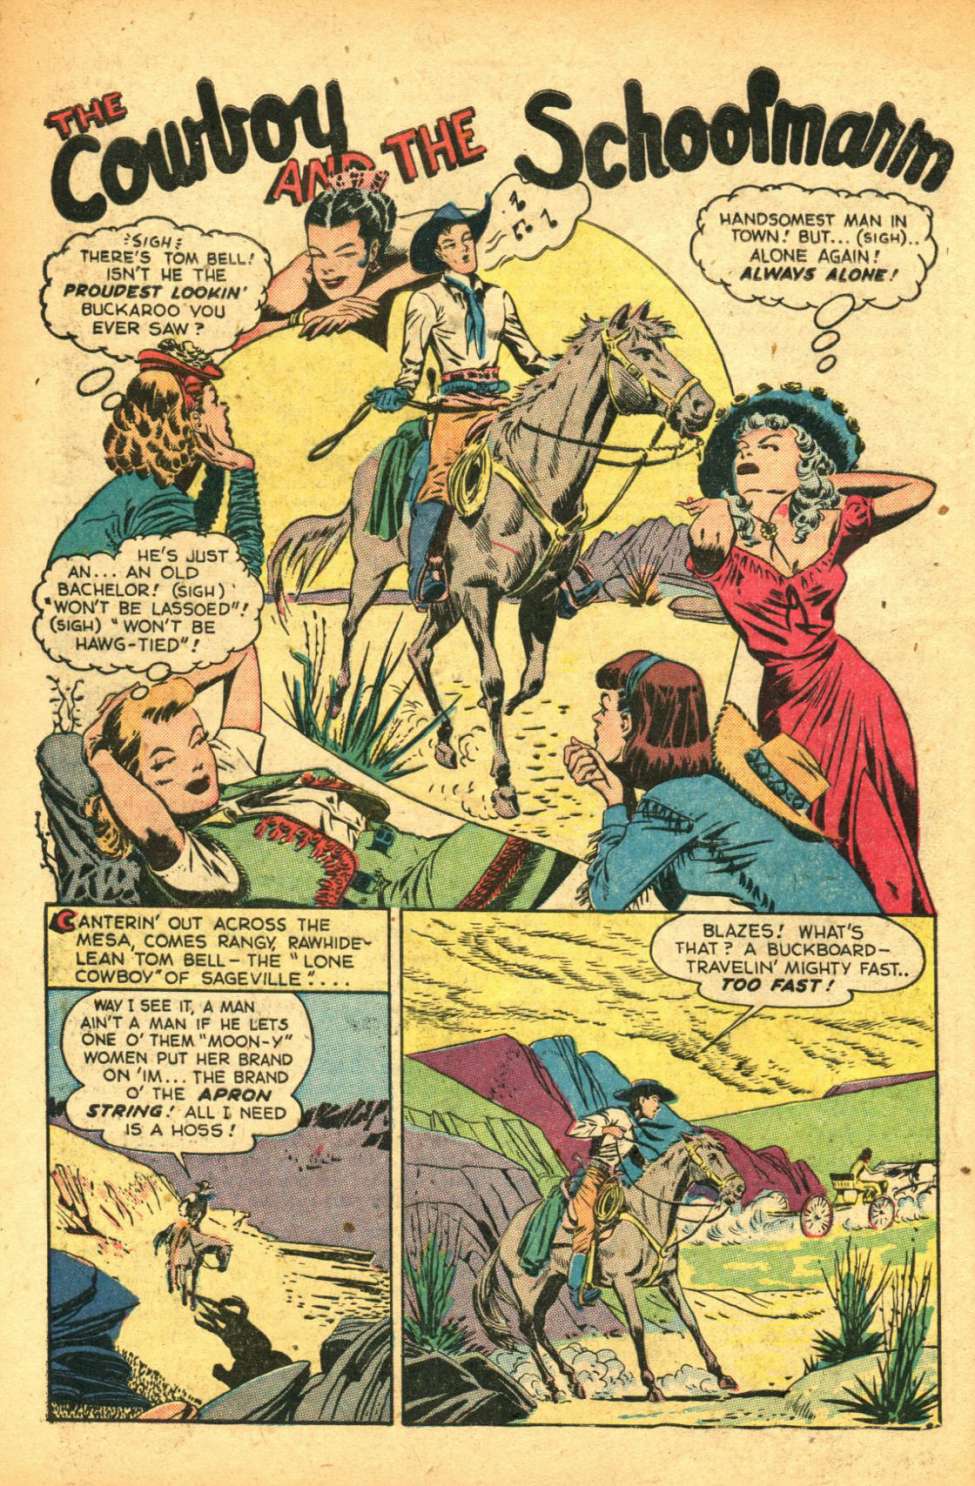 THE Cowboy AND THE Schoolmarm
:SIGH:
THERE'S TOM BELL!
ISN'T HE THE
PROUDEST LOOKIN'
BUCKAROO YOU
EVER SAW?
HANDSOMEST MAN IN
TOWN! BUT... (SIGH)..
ALONE AGAIN!
ALWAYS ALONE!
HE'S JUST
AN... AN OLD
BACHELOR! (SIGH)
"WON'T BE LASSOED"!
(SIGH) "WON'T BE
HAWG-TIED"!
CANTERIN' OUT ACROSS THE
MESA, COMES RANGY, RAWHIDE-
LEAN TOM BELL — THE "LONE
COWBOY" OF SAGEVILLE"....
WAY I SEE IT, A MAN
AIN'T A MAN IF HE LETS
ONE O' THEM "MOON-Y"
WOMEN PUT HER BRAND
ON 'IM... THE BRAND
O' THE APRON
STRING! ALL I NEED
IS A HOSS!
BLAZES! WHAT'S
THAT? A BUCKBOARD—
TRAVELIN' MIGHTY FAST..
TOO FAST!